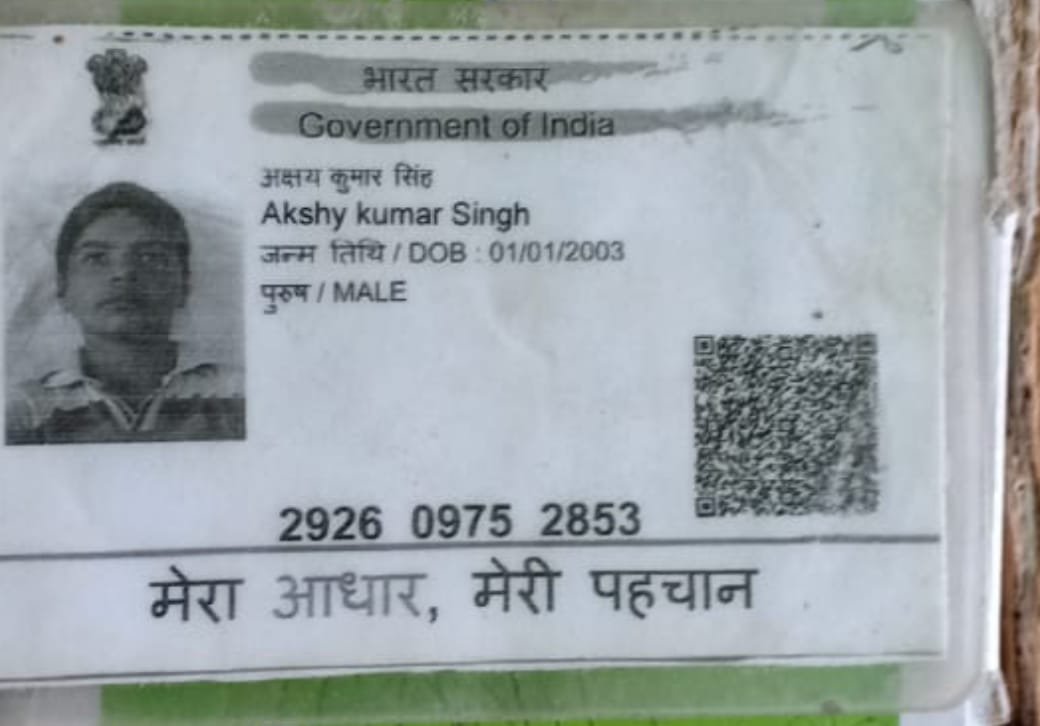 भारत सरकार
Government of India
अक्षय कुमार सिंह
Akshy kumar Singh
जन्म तिथि / DOB : 01/01/2003
पुरुष / MALE
2926 0975 2853
मेरा आधार, मेरी पहचान